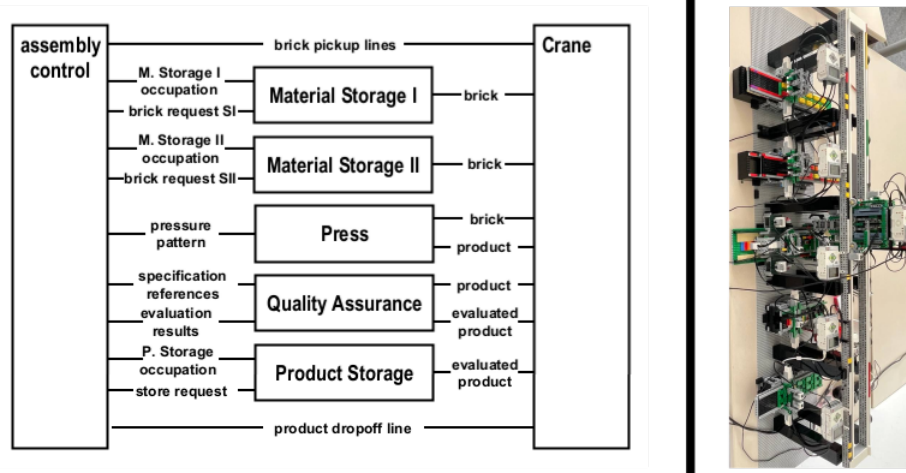 assembly
control
brick pickup lines
Crane
M. Storage I
occupation
brick request SI
Material Storage I
brick
M. Storage II
occupation
brick request SII
Material Storage II
brick
pressure
pattern
Press
brick
product
specification
references
evaluation
results
Quality Assurance
product
evaluated
product
P. Storage
occupation
store request
Product Storage
evaluated
product
product dropoff line